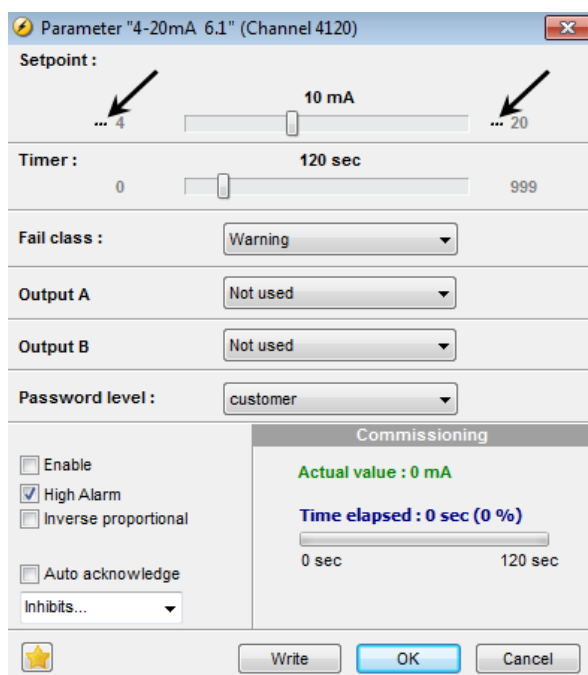 Parameter "4-20mA 6.1" (Channel 4120)
Setpoint :
10 mA
... 4
... 20
Timer :
120 sec
0
999
Fail class :
Warning
Output A
Not used
Output B
Not used
Password level :
customer
Commissioning
Enable
High Alarm
Inverse proportional
Auto acknowledge
Inhibits...
Actual value : 0 mA
Time elapsed : 0 sec (0 %)
0 sec
120 sec
Write
OK
Cancel